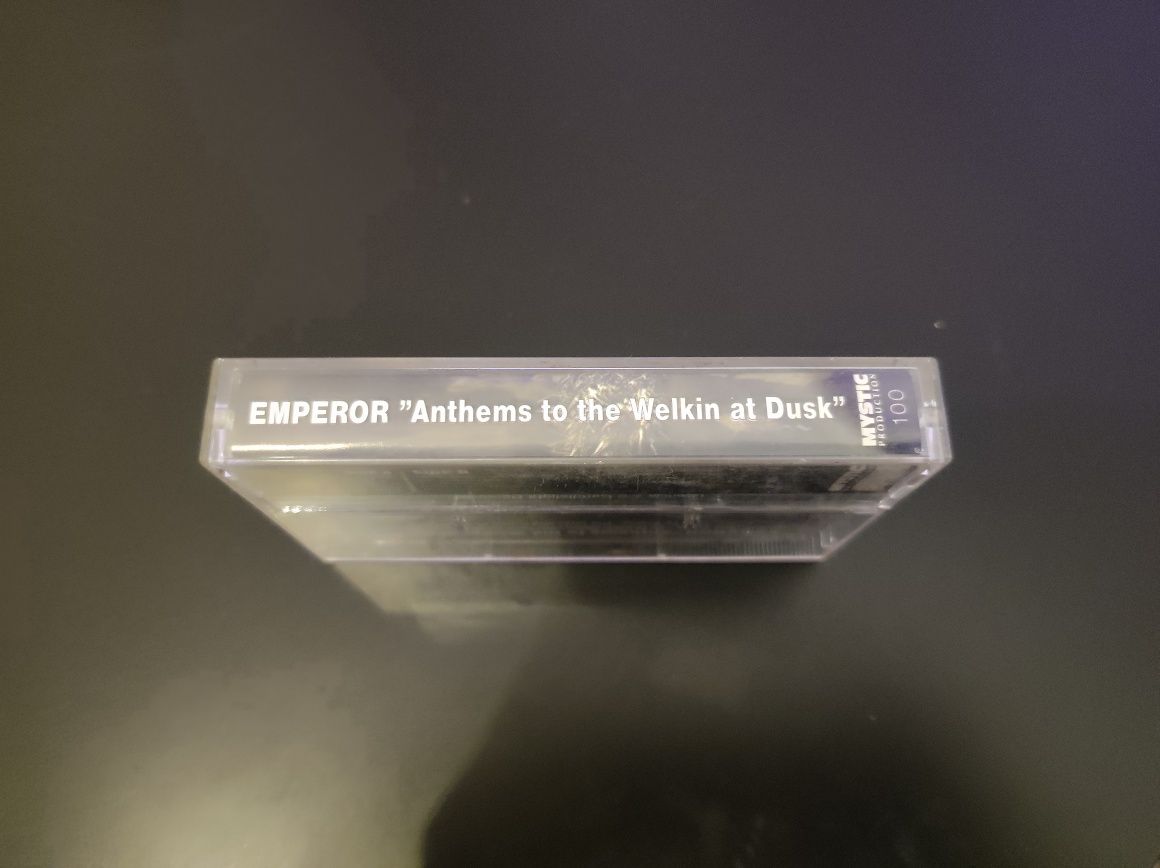 EMPEROR ”Anthems to the Welkin at Dusk”
MYSTIC
PRODUCTION
100